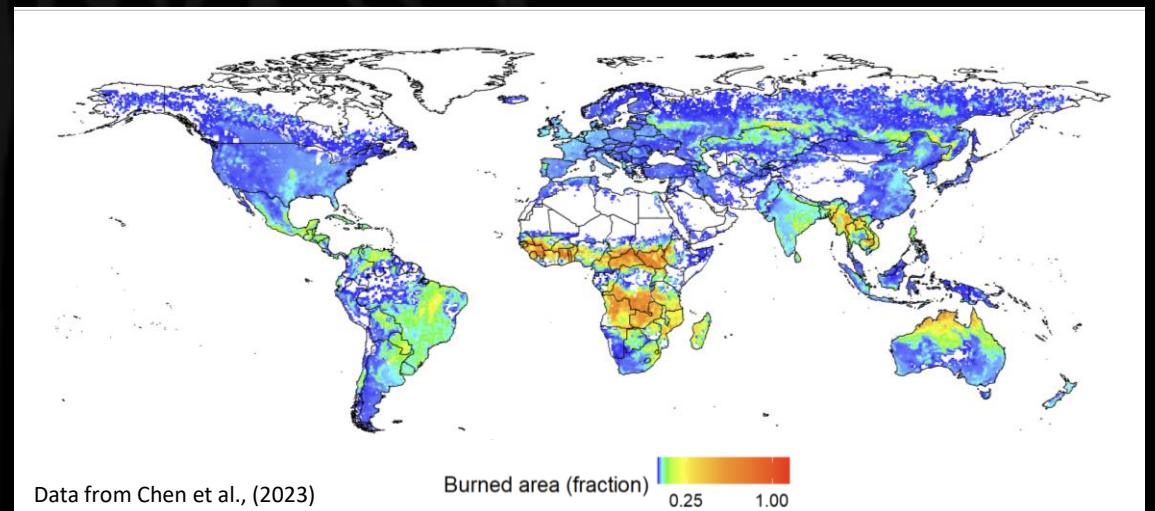 Burned area (fraction)
0.25 1.00
Data from Chen et al., (2023)